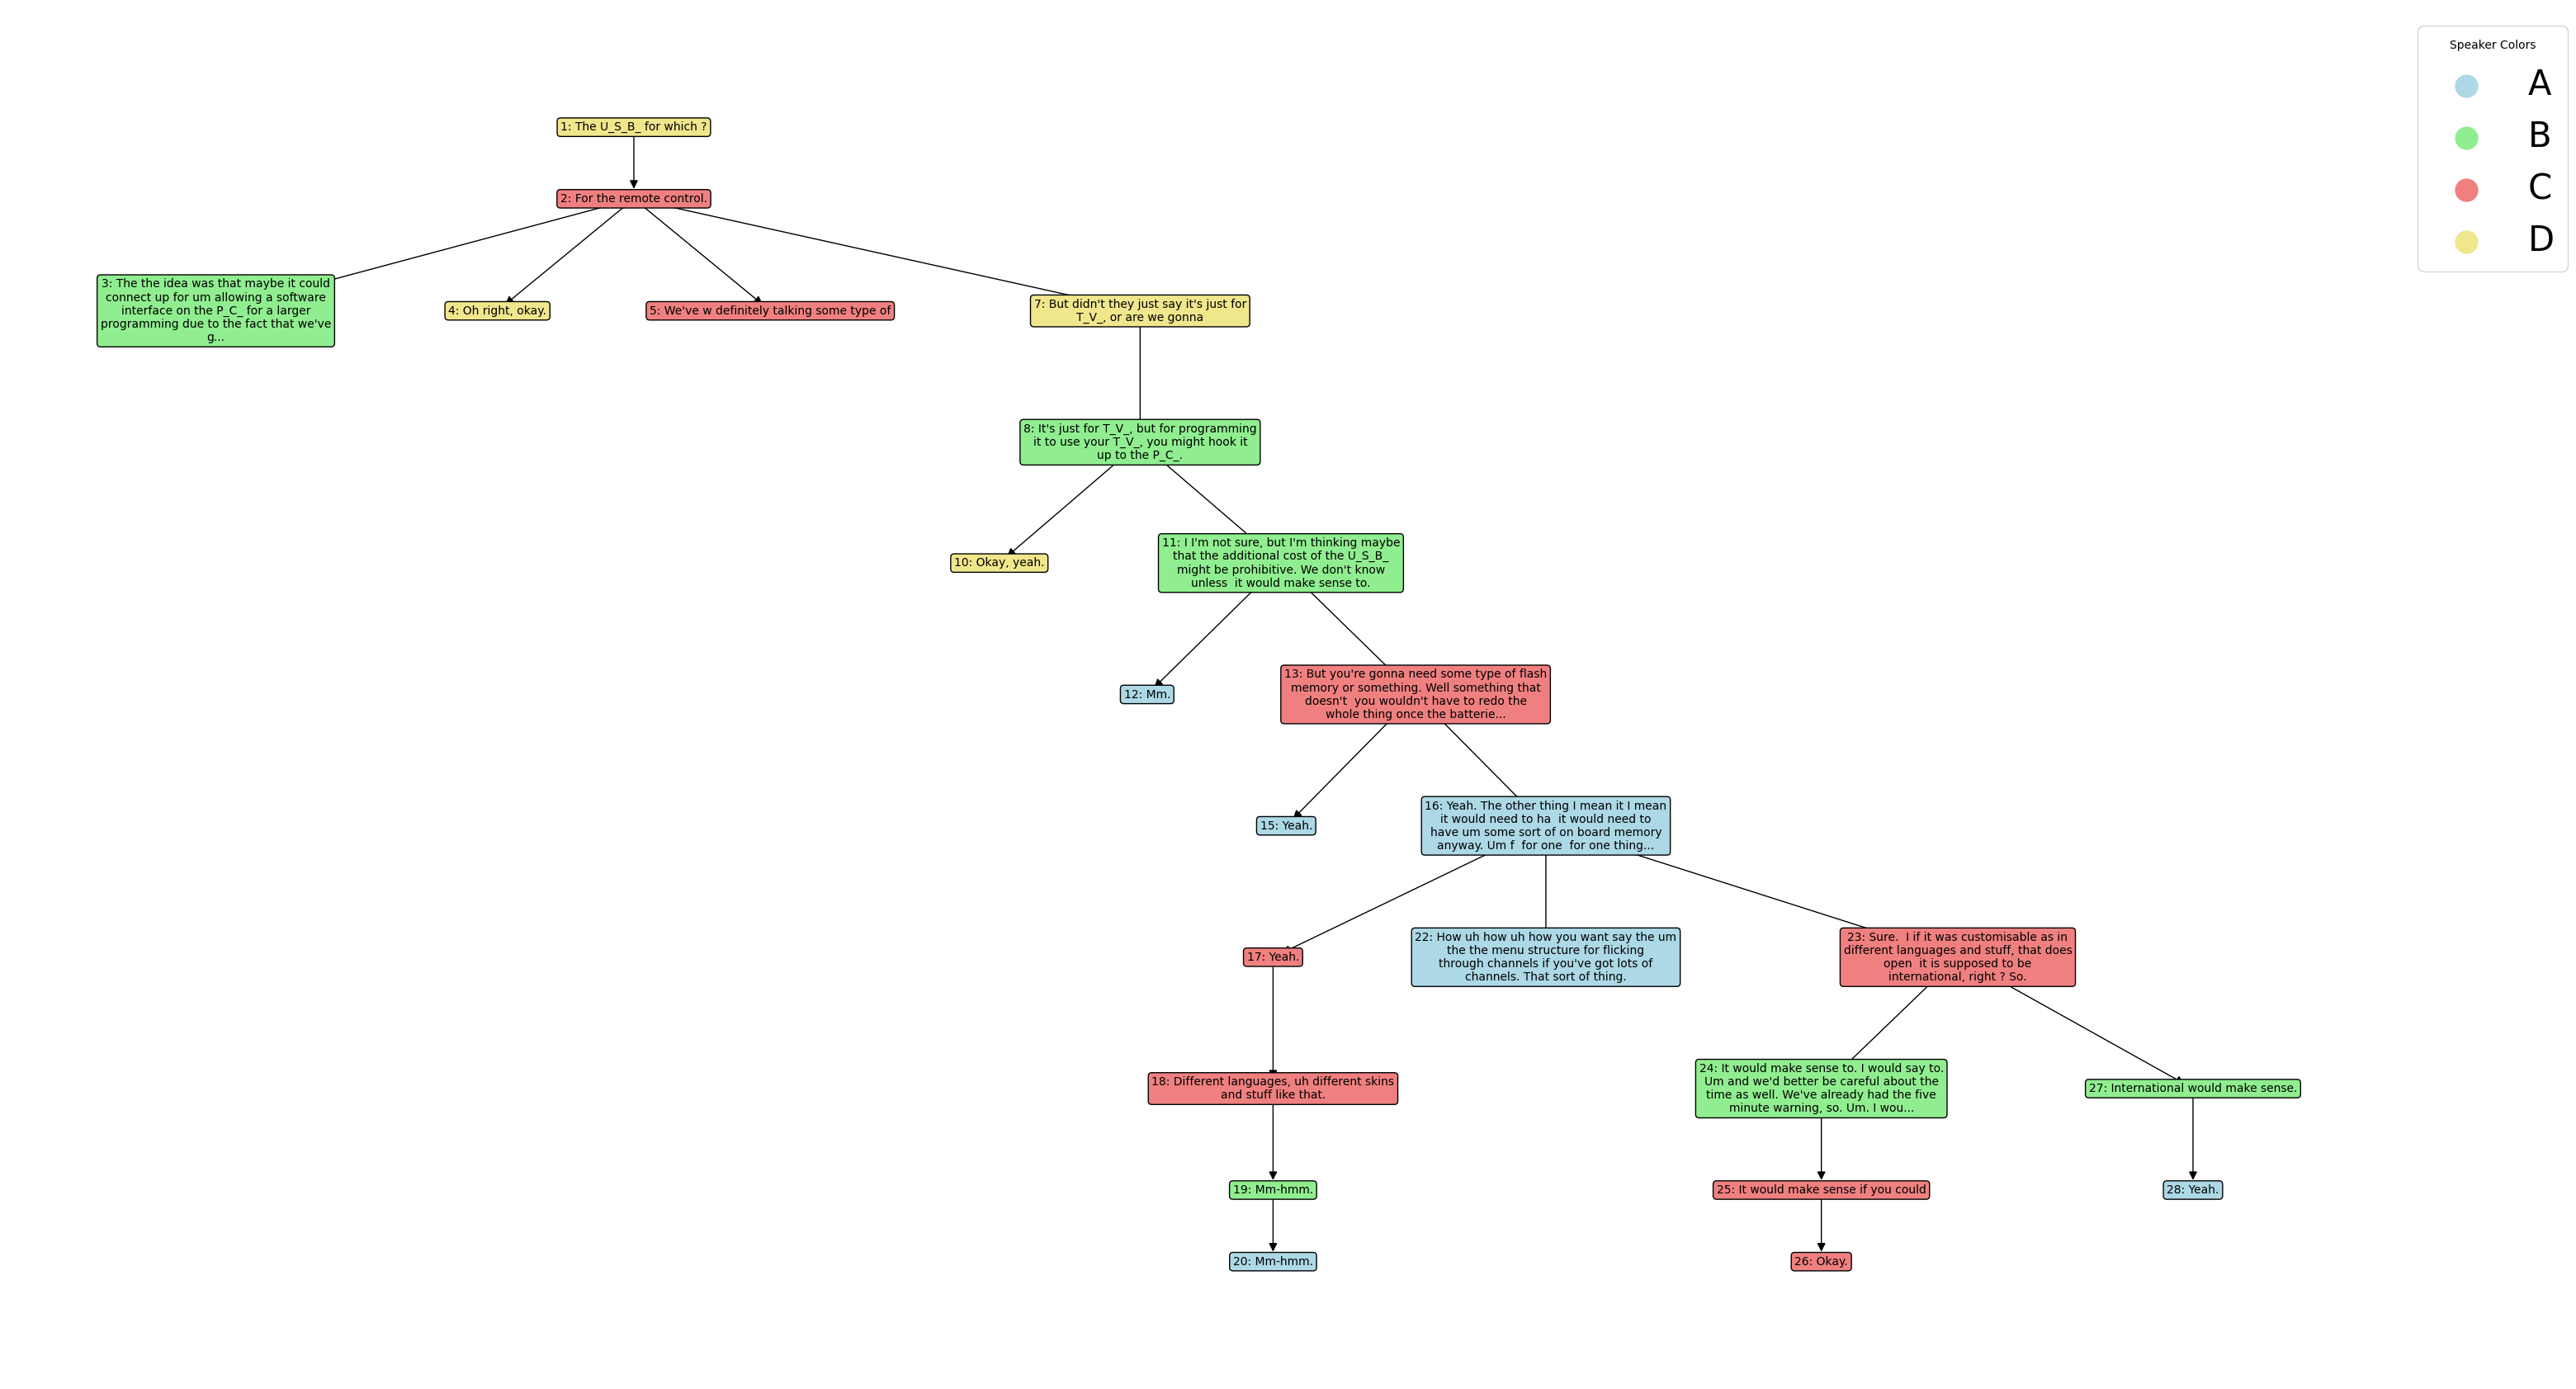 Speaker Colors
A
B
C
D
1: The U_S_B_ for which ?
2: For the remote control.
3: The the idea was that maybe it could
connect up for um allowing a software
interface on the P_C_ for a larger
programming due to the fact that we've
g...
4: Oh right, okay.
5: We've w definitely talking some type of
7: But didn't they just say it's just for
T_V_, or are we gonna
8: It's just for T_V_, but for programming
it to use your T_V_, you might hook it
up to the P_C_.
10: Okay, yeah.
11: I I'm not sure, but I'm thinking maybe
that the additional cost of the U_S_B_
might be prohibitive. We don't know
unless  it would make sense to.
12: Mm.
13: But you're gonna need some type of flash
memory or something. Well something that
doesn't  you wouldn't have to redo the
whole thing once the batterie...
15: Yeah.
16: Yeah. The other thing I mean it I mean
it would need to ha  it would need to
have um some sort of on board memory
anyway. Um f  for one  for one thing...
17: Yeah.
22: How uh how uh how you want say the um
the the menu structure for flicking
through channels if you've got lots of
channels. That sort of thing.
23: Sure.  I if it was customisable as in
different languages and stuff, that does
open  it is supposed to be
international, right ? So.
18: Different languages, uh different skins
and stuff like that.
24: It would make sense to. I would say to.
Um and we'd better be careful about the
time as well. We've already had the five
minute warning, so. Um. I wou...
27: International would make sense.
19: Mm-hmm.
25: It would make sense if you could
28: Yeah.
20: Mm-hmm.
26: Okay.